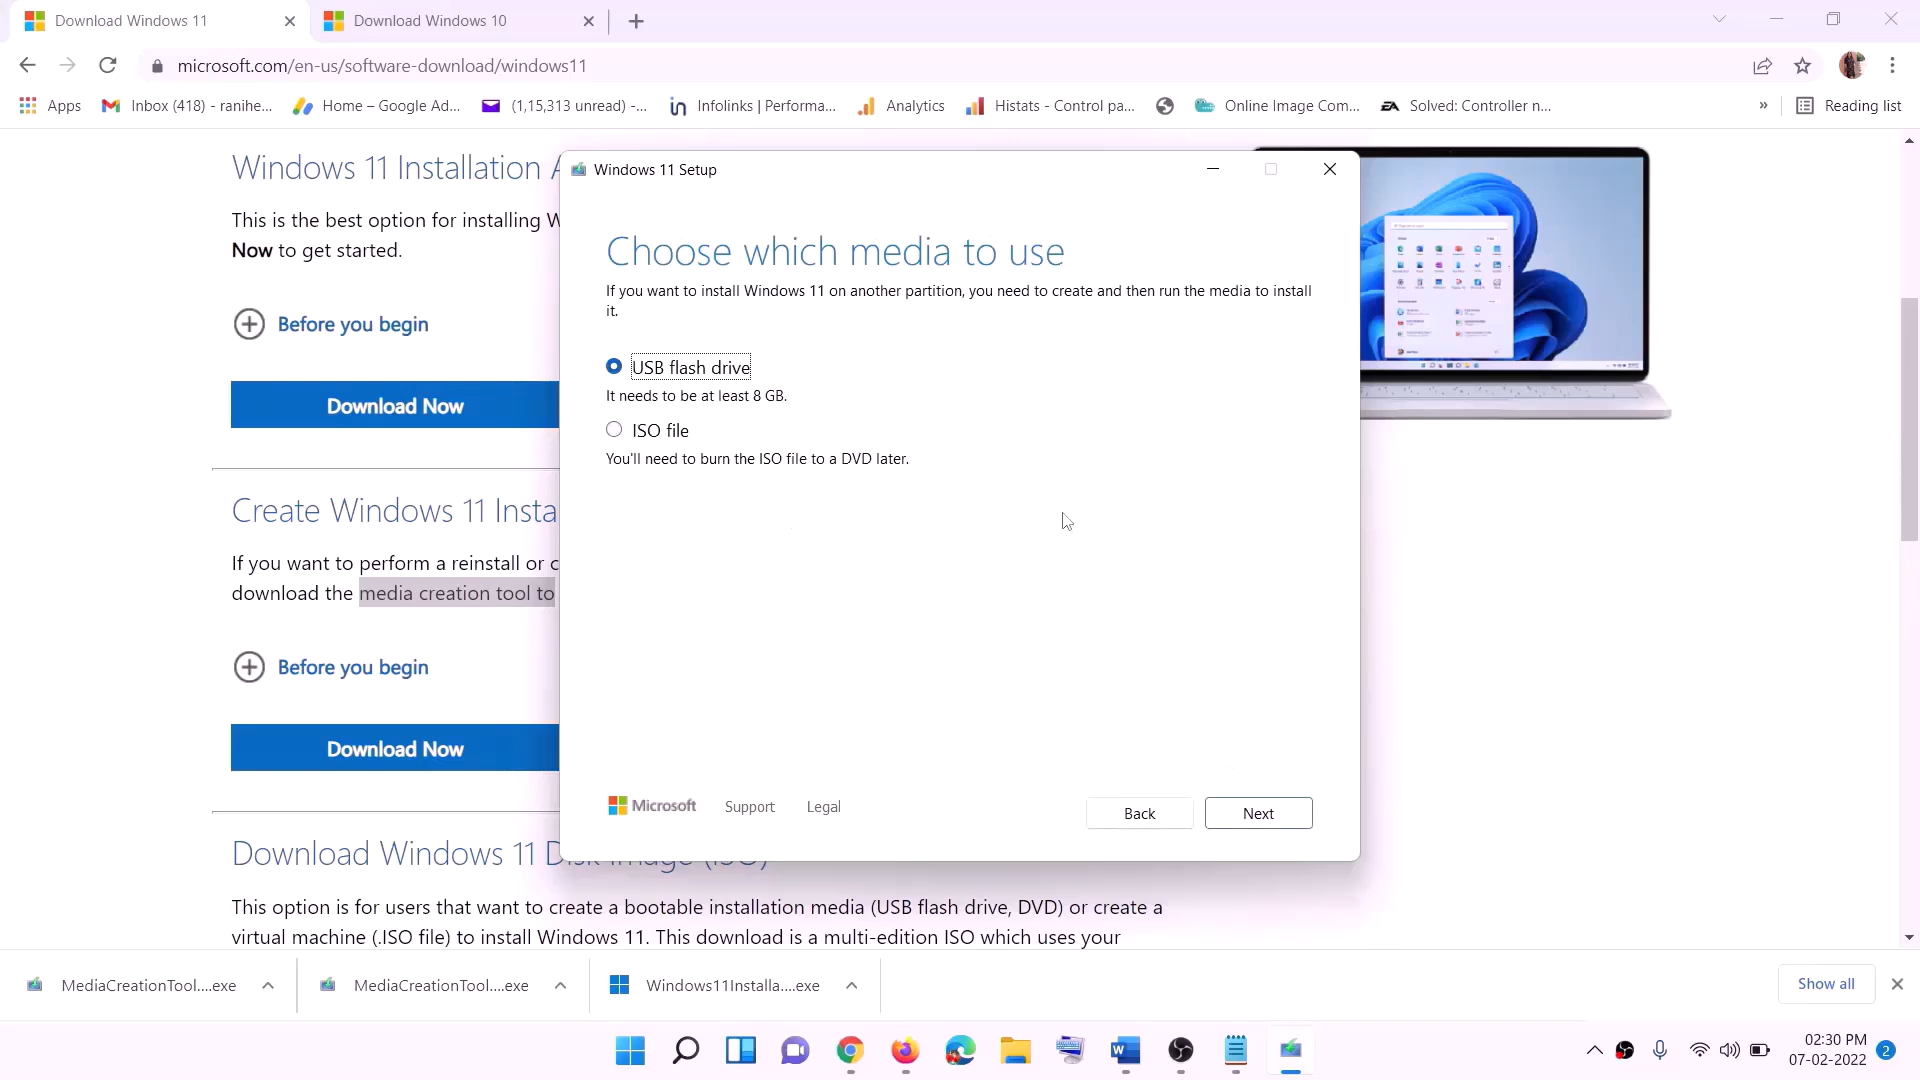 Download Windows 11
Download Windows 10
microsoft.com/en-us/software-download/windows11
Apps
Inbox (418) - ranihe...
Home – Google Ad...
(1,15,313 unread) -...
Infolinks | Performa...
Analytics
Histats - Control pa...
Online Image Com...
Solved: Controller n...
»
Reading list
Windows 11 Installation A
This is the best option for installing W
Now to get started.
Before you begin
Download Now
Create Windows 11 Insta
If you want to perform a reinstall or c
download the media creation tool to
Before you begin
Download Now
Download Windows 11 Disk Image (ISO)
This option is for users that want to create a bootable installation media (USB flash drive, DVD) or create a
virtual machine (.ISO file) to install Windows 11. This download is a multi-edition ISO which uses your
Windows 11 Setup
Choose which media to use
If you want to install Windows 11 on another partition, you need to create and then run the media to install
it.
USB flash drive
It needs to be at least 8 GB.
ISO file
You'll need to burn the ISO file to a DVD later.
Microsoft
Support
Legal
Back
Next
MediaCreationTool....exe
MediaCreationTool....exe
Windows11Installa....exe
Show all
02:30 PM
07-02-2022
2